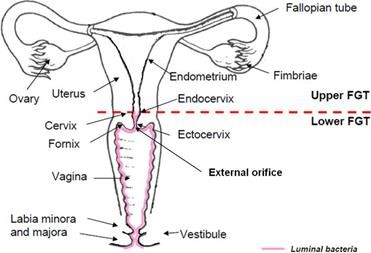 Fallopian tube
Ovary
Uterus
Endometrium
Fimbriae
Endocervix
Upper FGT
Cervix
Lower FGT
Fornix
Ectocervix
External orifice
Vagina
Labia minora
and majora
Vestibule
Luminal bacteria